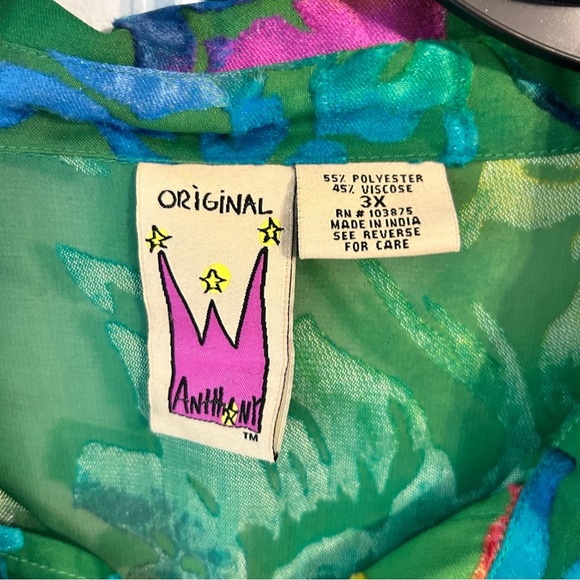 ORIGINAL
ANTHONY
TM
55% POLYESTER
45% VISCOSE
3X
RN # 103875
MADE IN INDIA
SEE REVERSE
FOR CARE